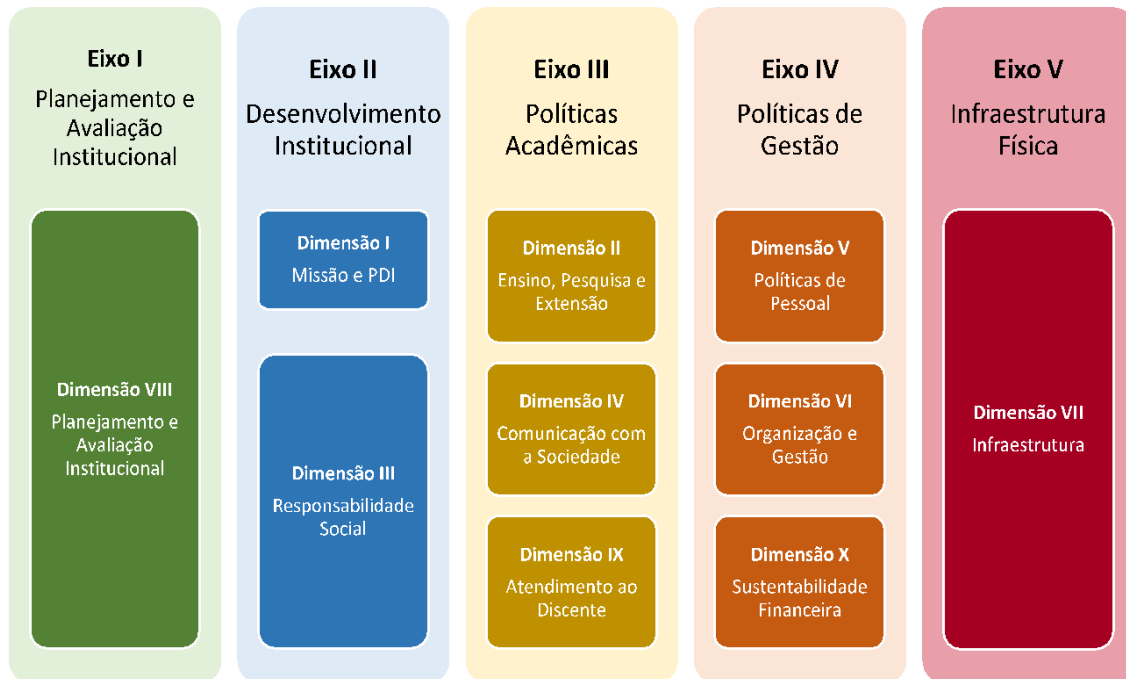 Eixo I
Planejamento e
Avaliação
Institucional
Dimensão VIII
Planejamento e
Avaliação
Institucional
Eixo II
Desenvolvimento
Institucional
Dimensão I
Missão e PDI
Dimensão III
Responsabilidade
Social
Eixo III
Políticas
Acadêmicas
Dimensão II
Ensino, Pesquisa e
Extensão
Dimensão IV
Comunicação com
a Sociedade
Dimensão IX
Atendimento ao
Discente
Eixo IV
Políticas de
Gestão
Dimensão V
Políticas de
Pessoal
Dimensão VI
Organização e
Gestão
Dimensão X
Sustentabilidade
Financeira
Eixo V
Infraestrutura
Física
Dimensão VII
Infraestrutura